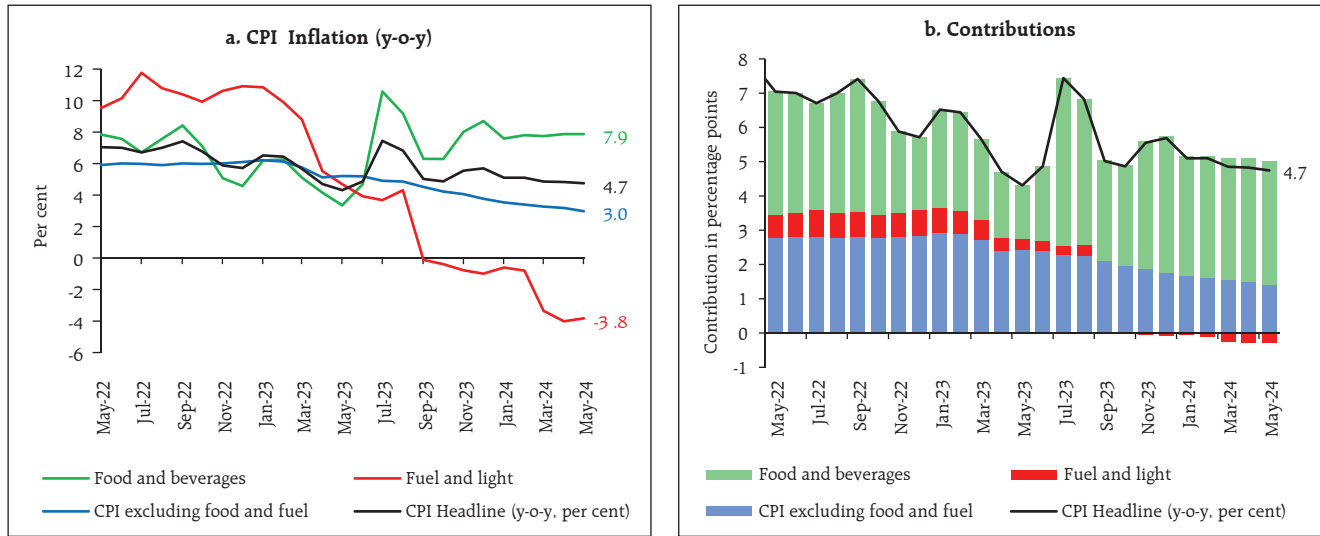 a. CPI Inflation (y-o-y)
Per cent
12
10
8
6
4
2
0
-2
-4
-6
7.9
4.7
3.0
-3 .8
May-22
Jul-22
Sep-22
Nov-22
Jan-23
Mar-23
May-23
Jul-23
Sep-23
Nov-23
Jan-24
Mar-24
May-24
Food and beverages
Fuel and light
CPI excluding food and fuel
CPI Headline (y-o-y, per cent)
b. Contributions
Contribution in percentage points
8
7
6
5
4
3
2
1
0
-1
4.7
May-22
Jul-22
Sep-22
Nov-22
Jan-23
Mar-23
May-23
Jul-23
Sep-23
Nov-23
Jan-24
Mar-24
May-24
Food and beverages
Fuel and light
CPI excluding food and fuel
CPI Headline (y-o-y, per cent)